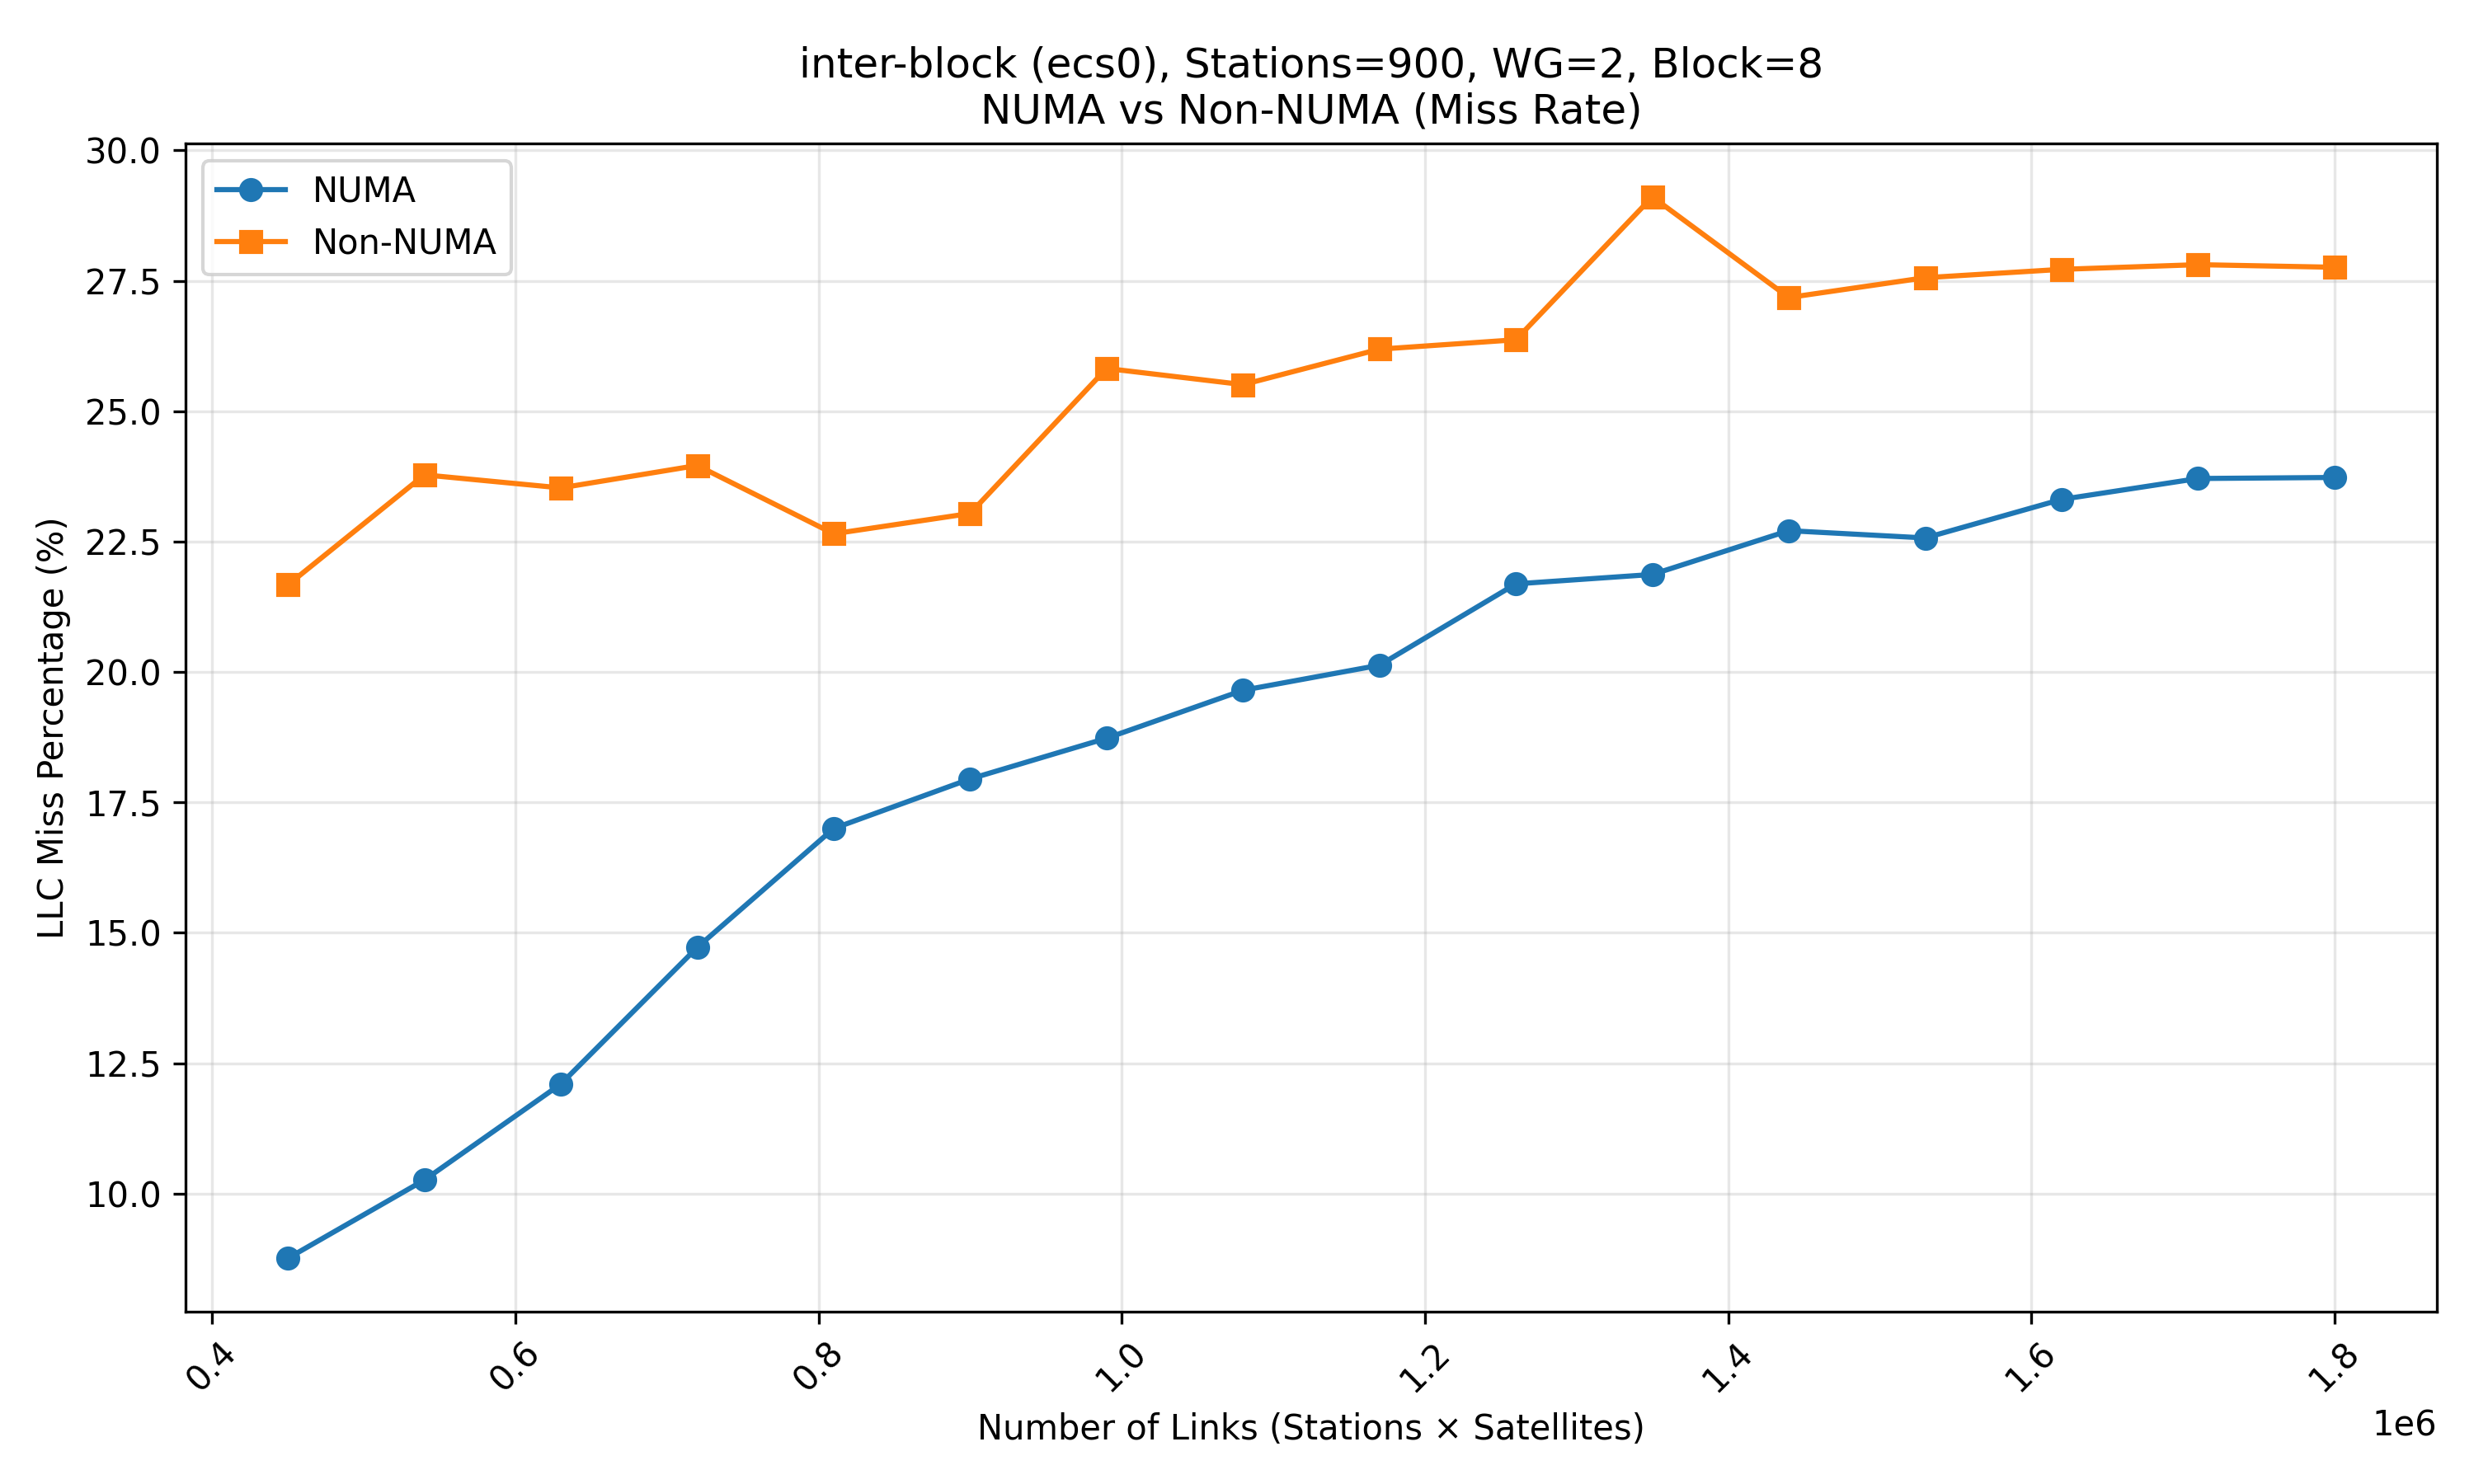 inter-block (ecs0), Stations=900, WG=2, Block=8
NUMA vs Non-NUMA (Miss Rate)
NUMA
Non-NUMA
LLC Miss Percentage (%)
30.0
27.5
25.0
22.5
20.0
17.5
15.0
12.5
10.0
0.4
0.6
0.8
1.0
1.2
1.4
1.6
1.8
1e6
Number of Links (Stations × Satellites)